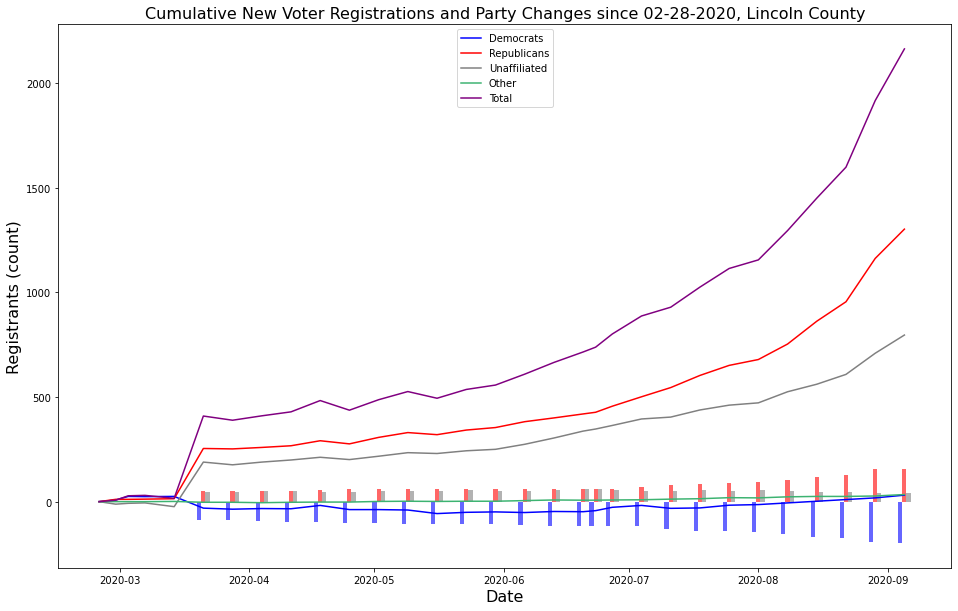 Cumulative New Voter Registrations and Party Changes since 02-28-2020, Lincoln County
Democrats
Republicans
Unaffiliated
Other
Total
Registrants (count)
2000
1500
1000
500
0
2020-03
2020-04
2020-05
2020-06
2020-07
2020-08
2020-09
Date